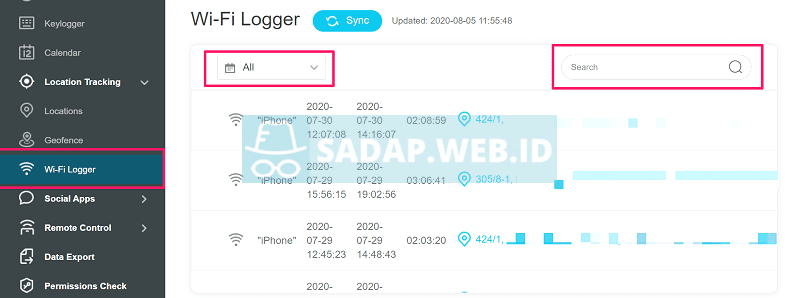 Keylogger
Calendar
Location Tracking
Locations
Geofence
Wi-Fi Logger
Social Apps
Remote Control
Data Export
Permissions Check
Wi-Fi Logger Sync Updated: 2020-08-05 11:55:48
All Search
"iPhone" 2020-07-30 12:07:08 2020-07-30 14:16:07 02:08:59 424/1,
SADAP.WEB.ID
"iPhone" 2020-07-29 15:56:15 2020-07-29 19:02:56 03:06:41 305/8-1,
"iPhone" 2020-07-29 12:45:23 2020-07-29 14:48:43 02:03:20 424/1,
2020- 2020-